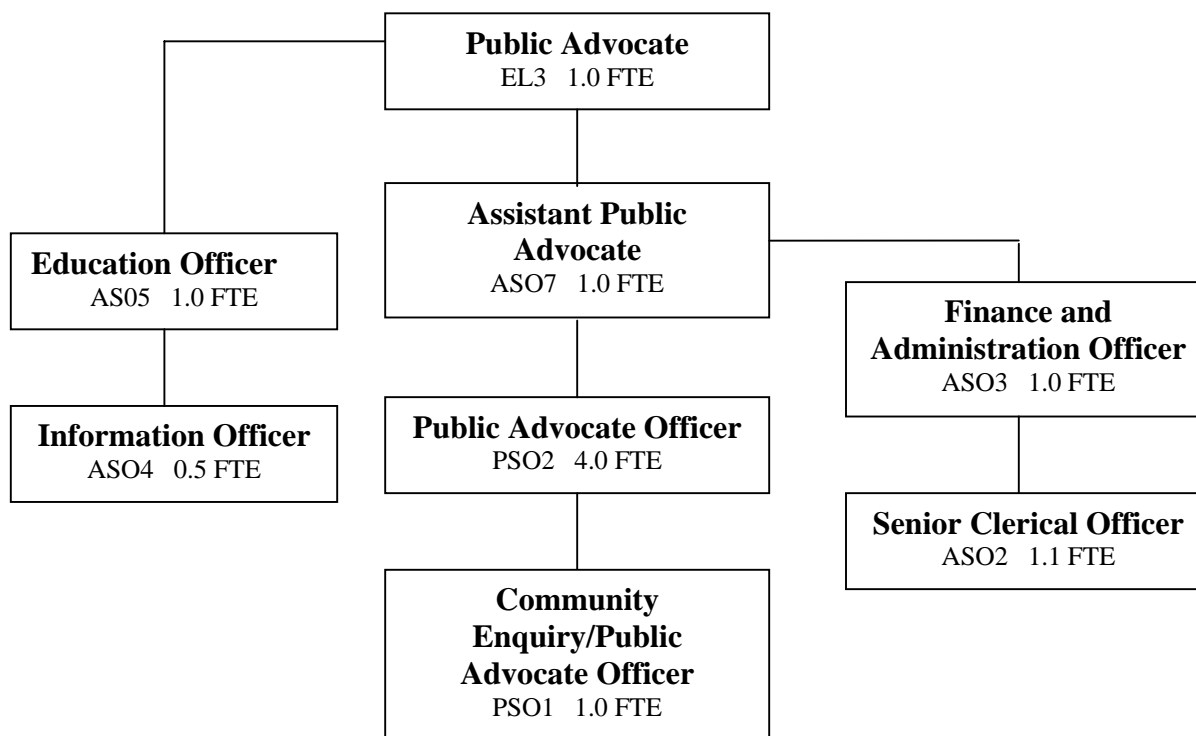 Public Advocate
EL3 1.0 FTE
Assistant Public
Advocate
ASO7 1.0 FTE
Education Officer
AS05 1.0 FTE
Finance and
Administration Officer
ASO3 1.0 FTE
Information Officer
ASO4 0.5 FTE
Public Advocate Officer
PSO2 4.0 FTE
Senior Clerical Officer
ASO2 1.1 FTE
Community
Enquiry/Public
Advocate Officer
PSO1 1.0 FTE